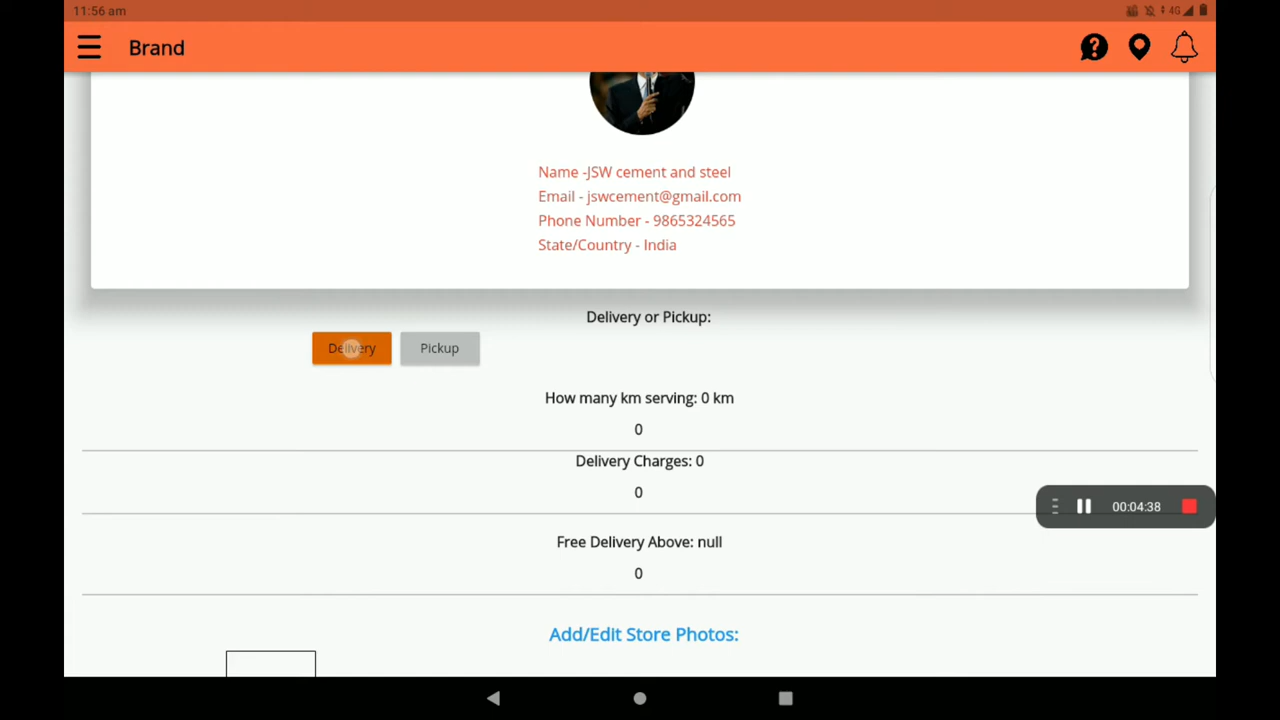 11:56 am
4G
Brand
Name -JSW cement and steel
Email - jswcement@gmail.com
Phone Number - 9865324565
State/Country - India
Delivery or Pickup:
Delivery Pickup
How many km serving: 0 km
0
Delivery Charges: 0
0
00:04:38
Free Delivery Above: null
0
Add/Edit Store Photos: